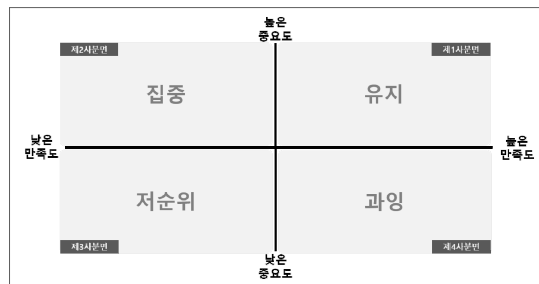 높은
중요도
제2사분면
제1사분면
집중
유지
낮은
만족도
높은
만족도
저순위
과잉
제3사분면
제4사분면
낮은
중요도